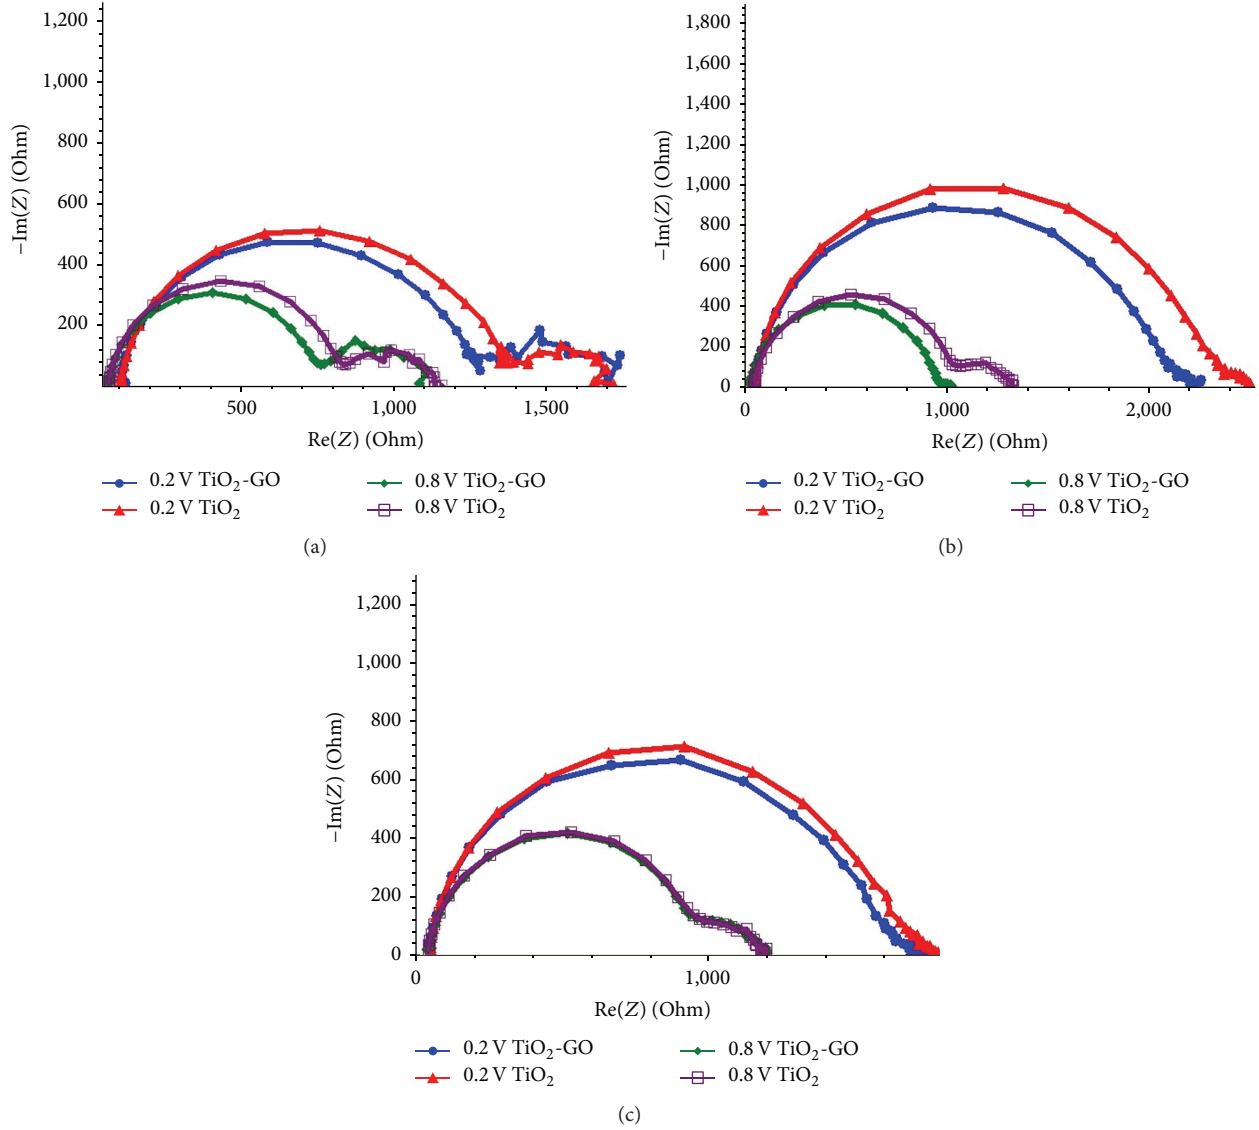 1,200
1,000
800
600
400
200
−Im(Z) (Ohm)
500 1,000 1,500
Re(Z) (Ohm)
0.2 V TiO₂-GO 0.8 V TiO₂-GO
0.2 V TiO₂ 0.8 V TiO₂
(a)
1,800
1,600
1,400
1,200
1,000
800
600
400
200
0
−Im(Z) (Ohm)
0 1,000 2,000
Re(Z) (Ohm)
0.2 V TiO₂-GO 0.8 V TiO₂-GO
0.2 V TiO₂ 0.8 V TiO₂
(b)
1,200
1,000
800
600
400
200
0
−Im(Z) (Ohm)
0 1,000
Re(Z) (Ohm)
0.2 V TiO₂-GO 0.8 V TiO₂-GO
0.2 V TiO₂ 0.8 V TiO₂
(c)